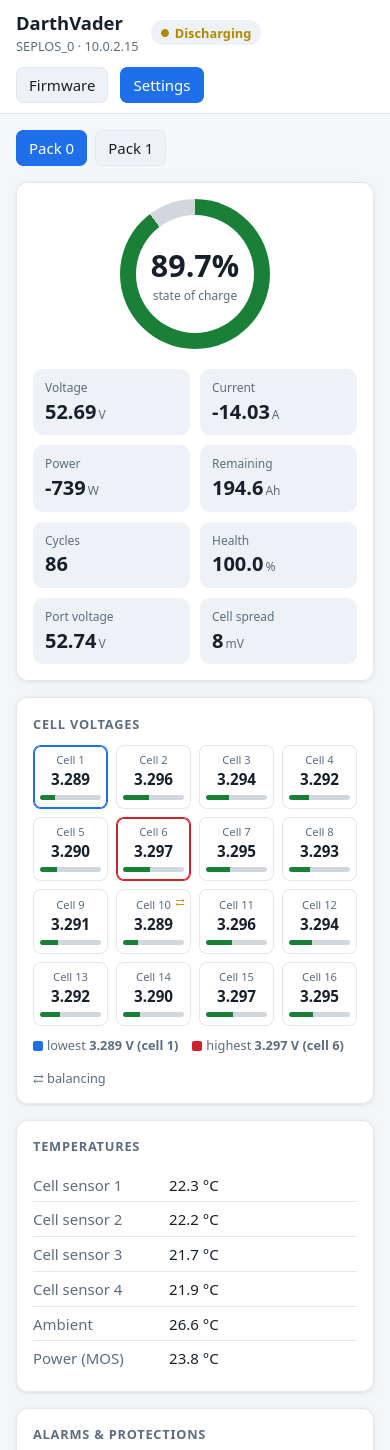 DarthVader
SEPLOS_0 · 10.0.2.15
Discharging
Firmware
Settings
Pack 0
Pack 1
89.7%
state of charge
Voltage
52.69 V
Current
-14.03 A
Power
-739 W
Remaining
194.6 Ah
Cycles
86
Health
100.0 %
Port voltage
52.74 V
Cell spread
8 mV
CELL VOLTAGES
Cell 1
3.289
Cell 2
3.296
Cell 3
3.294
Cell 4
3.292
Cell 5
3.290
Cell 6
3.297
Cell 7
3.295
Cell 8
3.293
Cell 9
3.291
Cell 10 ⇄
3.289
Cell 11
3.296
Cell 12
3.294
Cell 13
3.292
Cell 14
3.290
Cell 15
3.297
Cell 16
3.295
lowest 3.289 V (cell 1)
highest 3.297 V (cell 6)
⇄ balancing
TEMPERATURES
Cell sensor 1 22.3 °C
Cell sensor 2 22.2 °C
Cell sensor 3 21.7 °C
Cell sensor 4 21.9 °C
Ambient 26.6 °C
Power (MOS) 23.8 °C
ALARMS & PROTECTIONS